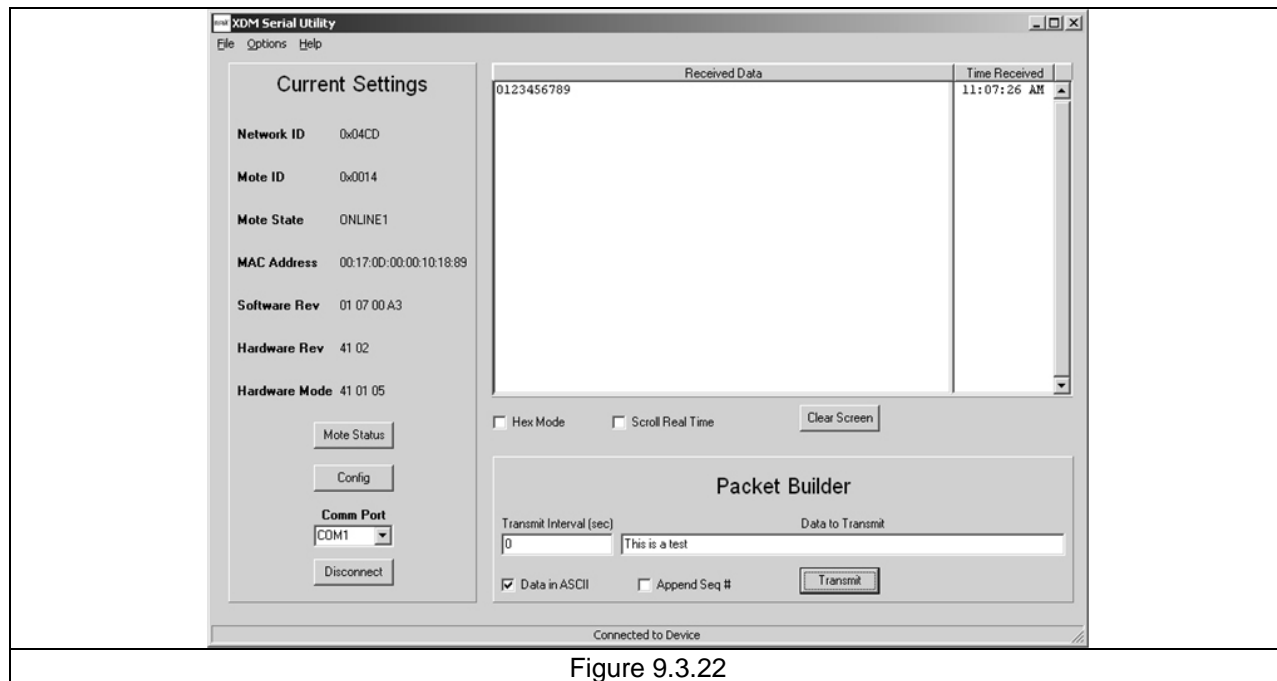 XDM Serial Utility
File Options Help
Current Settings
Network ID 0x04CD
Mote ID 0x0014
Mote State ONLINE1
MAC Address 00:17:0D:00:00:10:18:89
Software Rev 01 07 00 A3
Hardware Rev 41 02
Hardware Mode 41 01 05
Mote Status
Config
Comm Port
COM1
Disconnect
Received Data Time Received
0123456789 11:07:26 AM
Hex Mode Scroll Real Time Clear Screen
Packet Builder
Transmit Interval (sec) Data to Transmit
0 This is a test
Data in ASCII Append Seq # Transmit
Connected to Device
Figure 9.3.22